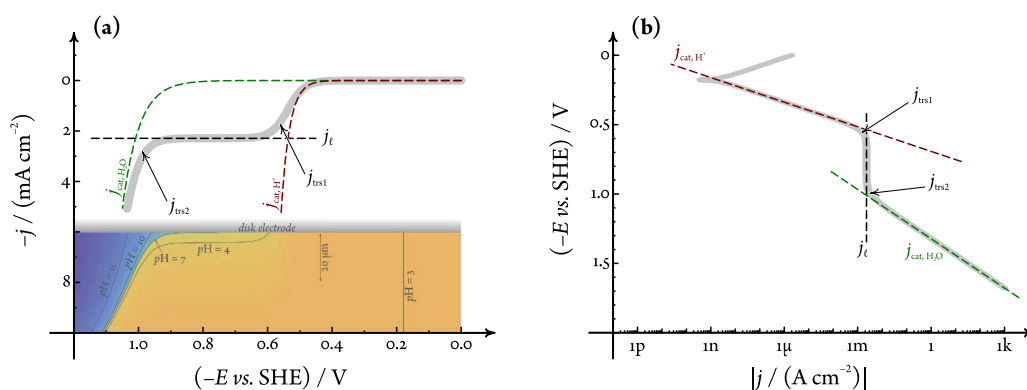 (a)
–j / (mA cm⁻²)
0
2
4
8
j_trs1
j_ℓ
j_cat, H₂O
j_cat, H⁺
j_trs2
j_trs1
disk electrode
pH = 11
pH = 10
pH = 7
pH = 4
20 µm
pH = 3
1.0 0.8 0.6 0.4 0.2 0.0
(–E vs. SHE) / V
(b)
(–E vs. SHE) / V
0
0.5
1.0
1.5
j_cat, H⁺
j_trs1
j_trs2
j_ℓ
j_cat, H₂O
1p 1n 1µ 1m 1 1k
|j / (A cm⁻²)|